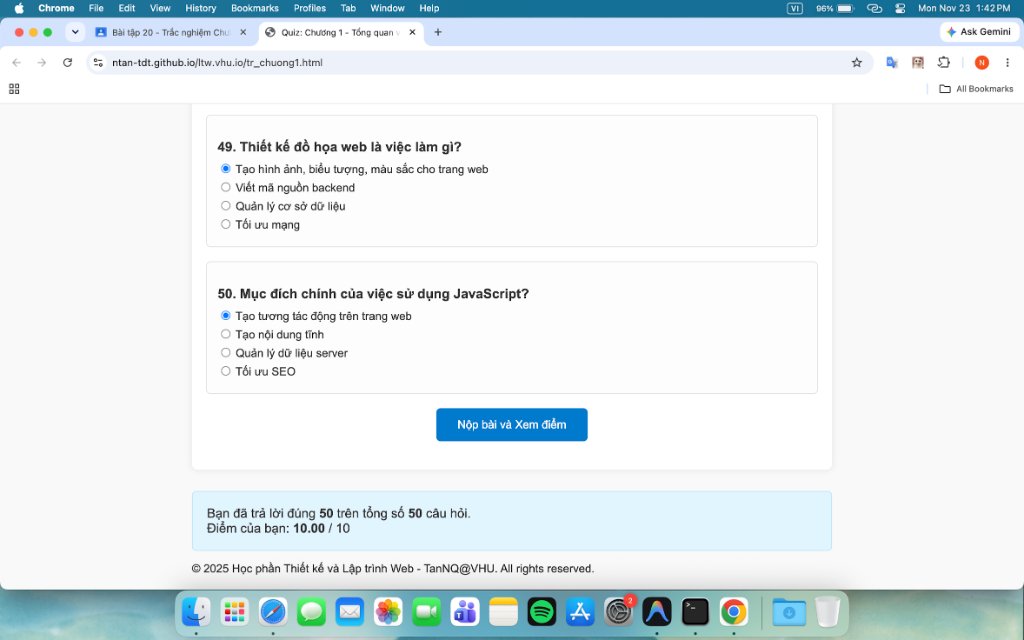 Chrome File Edit View History Bookmarks Profiles Tab Window Help
VI 96% Mon Nov 23 1:42 PM
Bài tập 20 - Trắc nghiệm Chư
Quiz: Chương 1 - Tổng quan
Ask Gemini
ntan-tdt.github.io/ltw.vhu.io/tr_chuong1.html
N
All Bookmarks
49. Thiết kế đồ họa web là việc làm gì?
Tạo hình ảnh, biểu tượng, màu sắc cho trang web
Viết mã nguồn backend
Quản lý cơ sở dữ liệu
Tối ưu mạng
50. Mục đích chính của việc sử dụng JavaScript?
Tạo tương tác động trên trang web
Tạo nội dung tĩnh
Quản lý dữ liệu server
Tối ưu SEO
Nộp bài và Xem điểm
Bạn đã trả lời đúng 50 trên tổng số 50 câu hỏi.
Điểm của bạn: 10.00 / 10
© 2025 Học phần Thiết kế và Lập trình Web - TanNQ@VHU. All rights reserved.
2